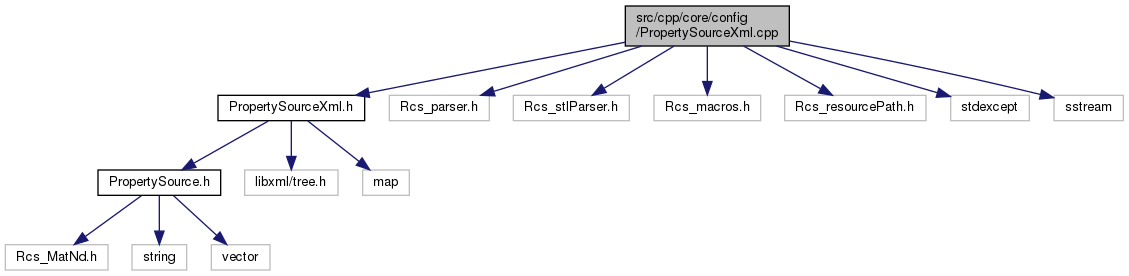 src/cpp/core/config
/PropertySourceXml.cpp
PropertySourceXml.h
Rcs_parser.h
Rcs_stlParser.h
Rcs_macros.h
Rcs_resourcePath.h
stdexcept
sstream
PropertySource.h
libxml/tree.h
map
Rcs_MatNd.h
string
vector